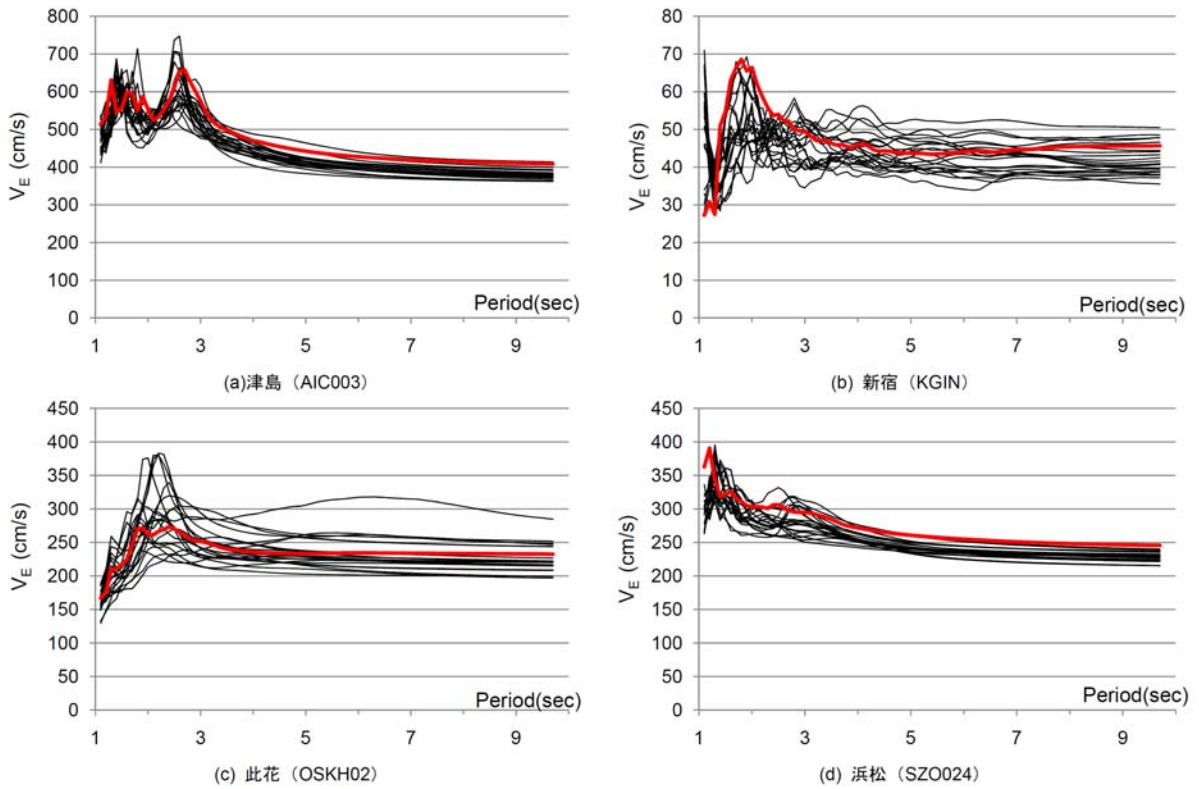 800
700
600
500
400
300
200
100
0
V_E (cm/s)
Period(sec)
1 3 5 7 9
(a)津島（AIC003）
80
70
60
50
40
30
20
10
0
V_E (cm/s)
Period(sec)
1 3 5 7 9
(b) 新宿（KGIN）
450
400
350
300
250
200
150
100
50
0
V_E (cm/s)
Period(sec)
1 3 5 7 9
(c) 此花（OSKH02）
450
400
350
300
250
200
150
100
50
0
V_E (cm/s)
Period(sec)
1 3 5 7 9
(d) 浜松（SZO024）